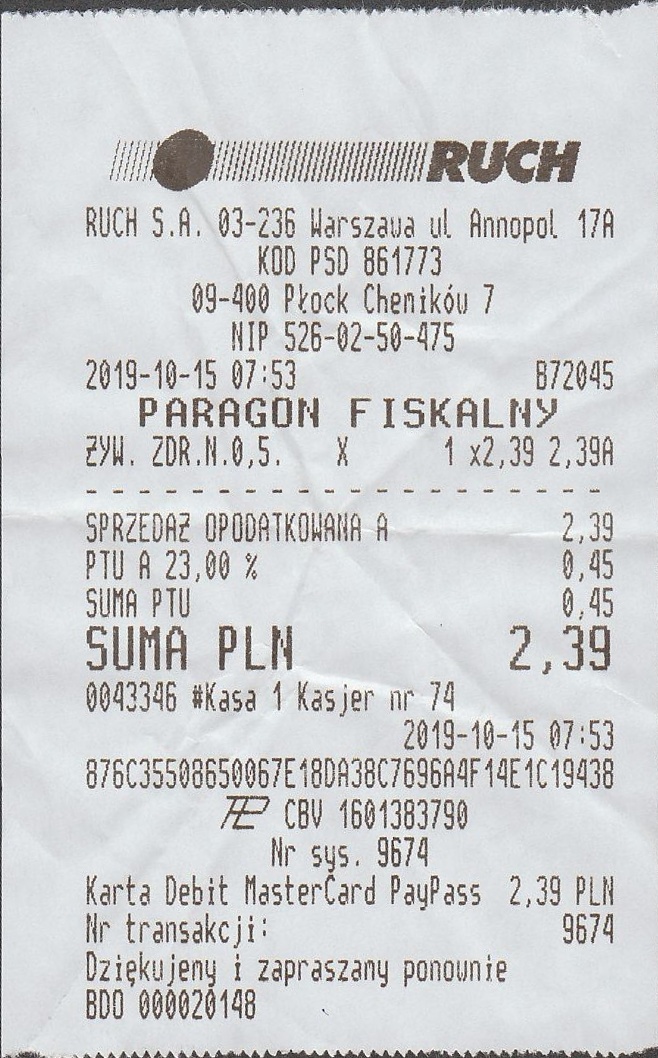 RUCH
RUCH S.A. 03-236 Warszawa ul Annopol 17A
KOD PSD 861773
09-400 Płock Chemików 7
NIP 526-02-50-475
2019-10-15 07:53 B72045
PARAGON FISKALNY
ŻYW. ZDR.N.0,5. X 1 x2,39 2,39A
SPRZEDAŻ OPODATKOWANA A 2,39
PTU A 23,00 % 0,45
SUMA PTU 0,45
SUMA PLN 2,39
0043346 #Kasa 1 Kasjer nr 74
2019-10-15 07:53
876C35508650067E18DA38C7696A4F14E1C19438
CBV 1601383790
Nr sys. 9674
Karta Debit MasterCard PayPass 2,39 PLN
Nr transakcji: 9674
Dziękujemy i zapraszamy ponownie
BDO 000020148